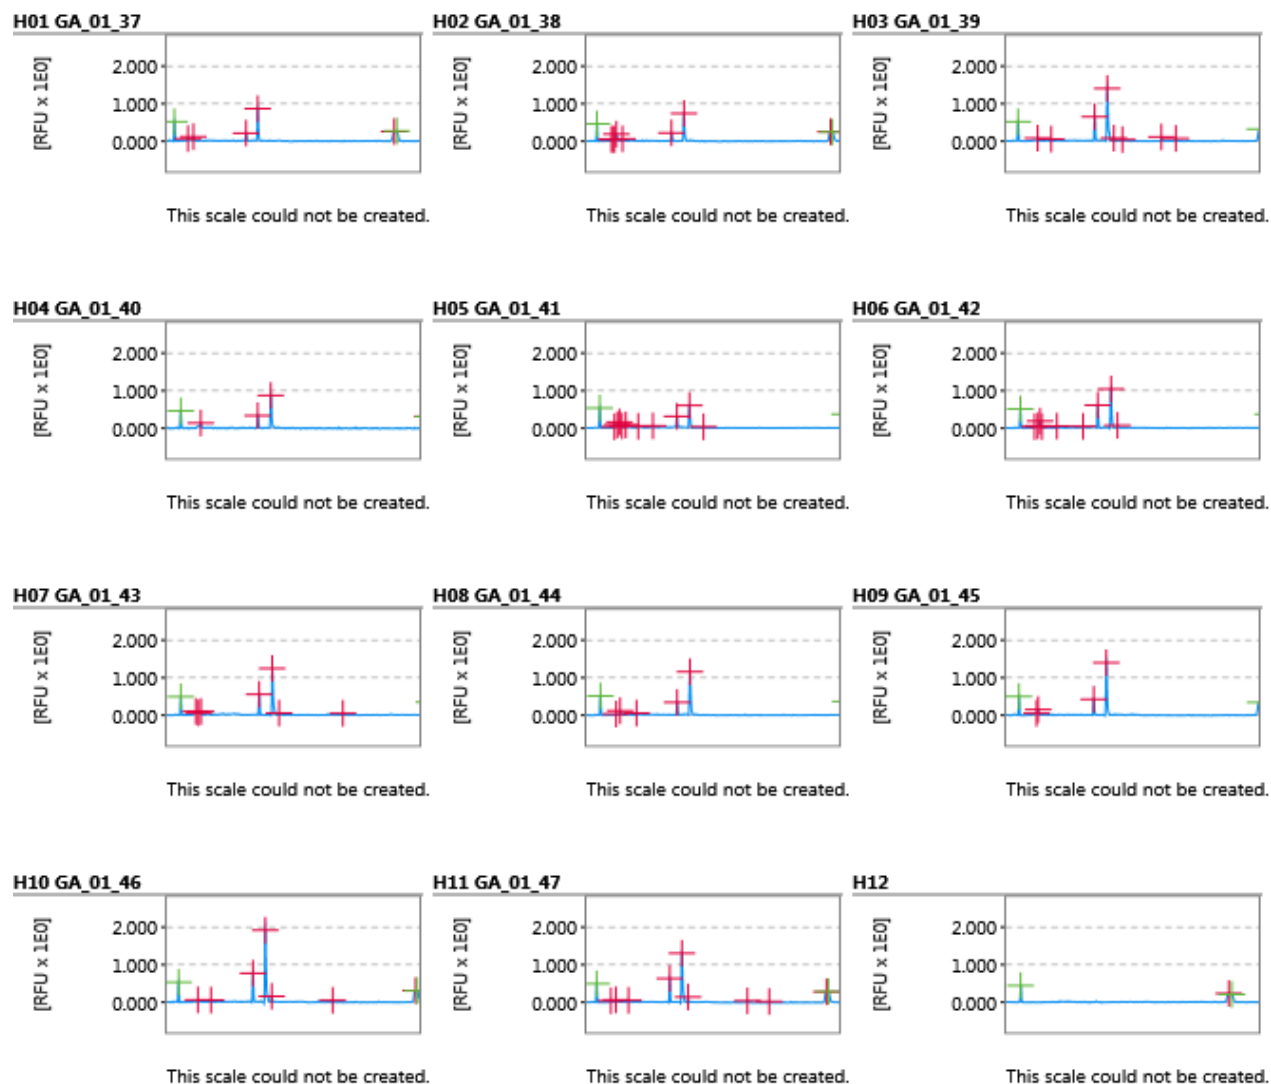 H01 GA_01_37
H02 GA_01_38
H03 GA_01_39
[RFU x 1E0]
2.000
1.000
0.000
[RFU x 1E0]
2.000
1.000
0.000
[RFU x 1E0]
2.000
1.000
0.000
This scale could not be created.
This scale could not be created.
This scale could not be created.
H04 GA_01_40
H05 GA_01_41
H06 GA_01_42
[RFU x 1E0]
2.000
1.000
0.000
[RFU x 1E0]
2.000
1.000
0.000
[RFU x 1E0]
2.000
1.000
0.000
This scale could not be created.
This scale could not be created.
This scale could not be created.
H07 GA_01_43
H08 GA_01_44
H09 GA_01_45
[RFU x 1E0]
2.000
1.000
0.000
[RFU x 1E0]
2.000
1.000
0.000
[RFU x 1E0]
2.000
1.000
0.000
This scale could not be created.
This scale could not be created.
This scale could not be created.
H10 GA_01_46
H11 GA_01_47
H12
[RFU x 1E0]
2.000
1.000
0.000
[RFU x 1E0]
2.000
1.000
0.000
[RFU x 1E0]
2.000
1.000
0.000
This scale could not be created.
This scale could not be created.
This scale could not be created.